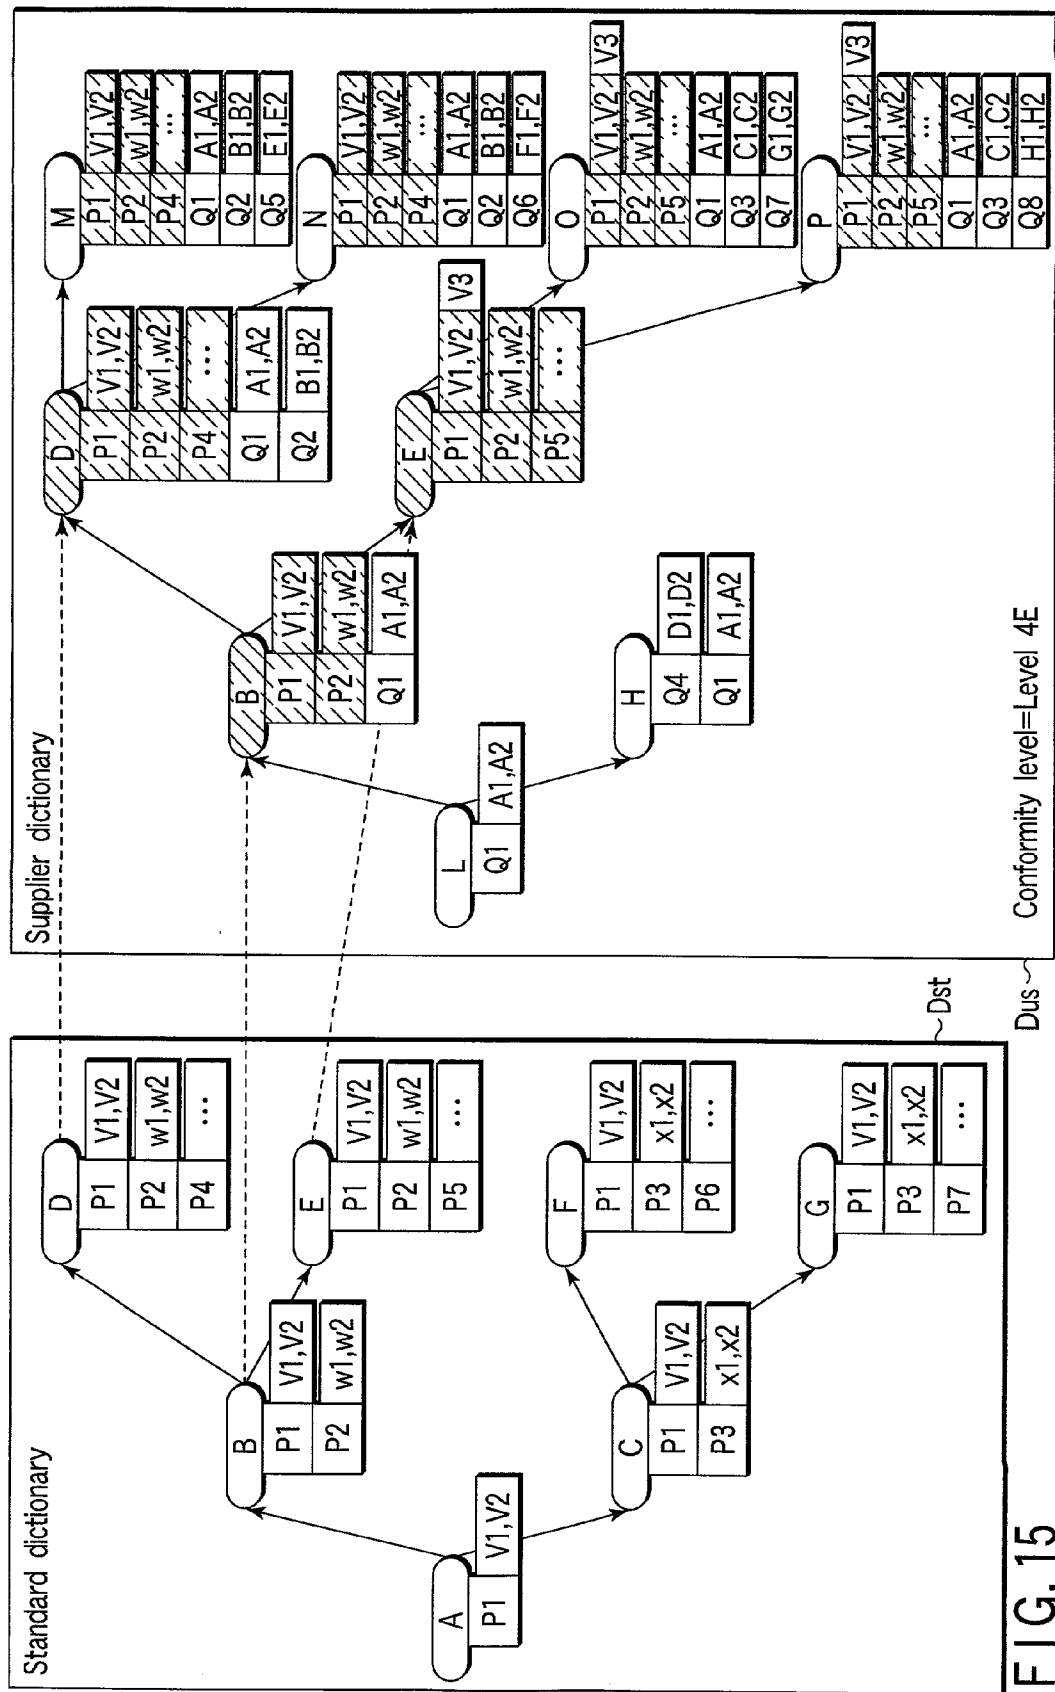 Standard dictionary
A
P1 V1,V2
B
P1 V1,V2
P2 w1,w2
C
P1 V1,V2
P3 x1,x2
D
P1 V1,V2
P2 w1,w2
P4 ...
E
P1 V1,V2
P2 w1,w2
P5 ...
F
P1 V1,V2
P3 x1,x2
P6 ...
G
P1 V1,V2
P3 x1,x2
P7 ...
Dst
Supplier dictionary
L
Q1 A1,A2
B
P1 V1,V2
P2 w1,w2
Q1 A1,A2
H
Q4 D1,D2
Q1 A1,A2
D
P1 V1,V2
P2 w1,w2
P4 ...
Q1 A1,A2
Q2 B1,B2
E
P1 V1,V2 V3
P2 w1,w2
P5 ...
M
P1 V1,V2
P2 w1,w2
P4 ...
Q1 A1,A2
Q2 B1,B2
Q5 E1,E2
N
P1 V1,V2
P2 w1,w2
P4 ...
Q1 A1,A2
Q2 B1,B2
Q6 F1,F2
O
P1 V1,V2 V3
P2 w1,w2
P5 ...
Q1 A1,A2
Q3 C1,C2
Q7 G1,G2
P
P1 V1,V2 V3
P2 w1,w2
P5 ...
Q1 A1,A2
Q3 C1,C2
Q8 H1,H2
Conformity level=Level 4E
Dus
FIG. 15